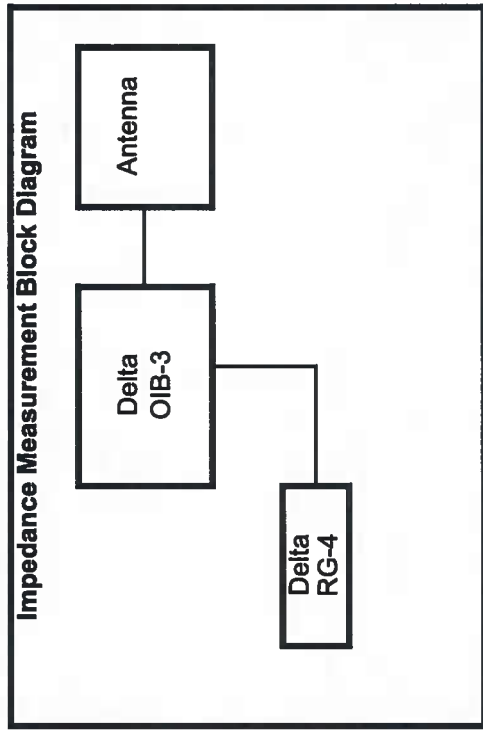 Impedance Measurement Block Diagram
Antenna
Delta
OIB-3
Delta
RG-4